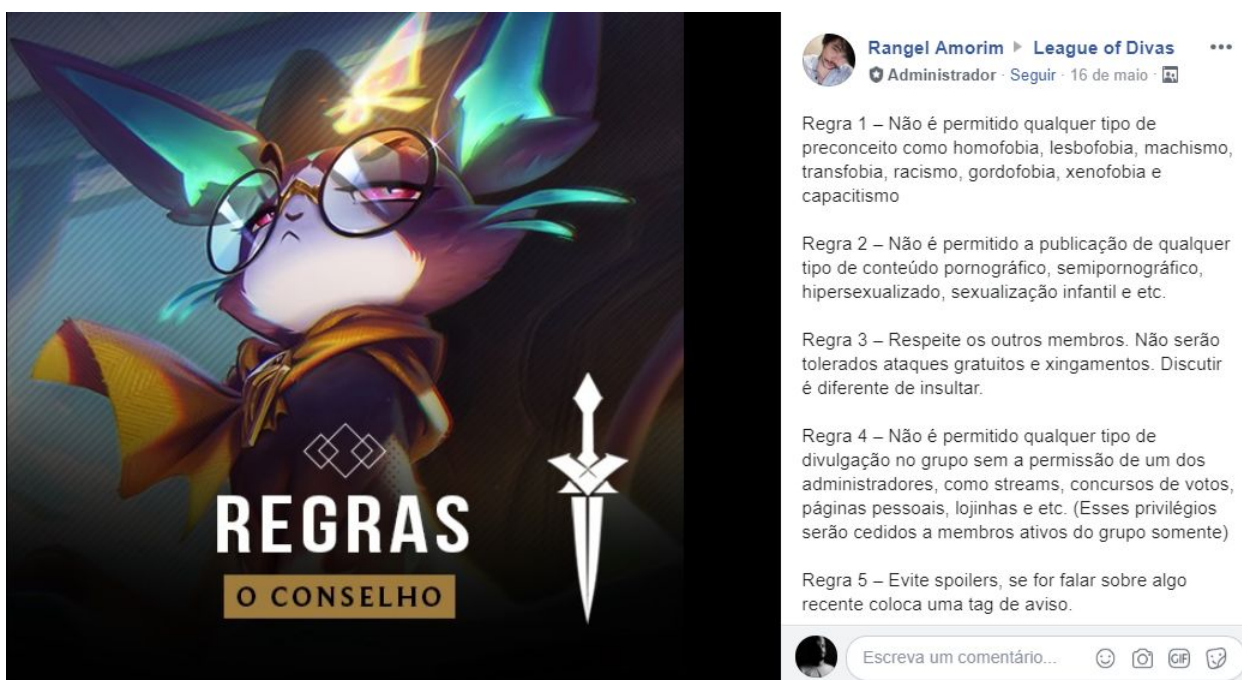 REGRAS
O CONSELHO
Rangel Amorim ▸ League of Divas
Administrador · Seguir · 16 de maio ·
Regra 1 – Não é permitido qualquer tipo de
preconceito como homofobia, lesbofobia, machismo,
transfobia, racismo, gordofobia, xenofobia e
capacitismo
Regra 2 – Não é permitido a publicação de qualquer
tipo de conteúdo pornográfico, semipornográfico,
hipersexualizado, sexualização infantil e etc.
Regra 3 – Respeite os outros membros. Não serão
tolerados ataques gratuitos e xingamentos. Discutir
é diferente de insultar.
Regra 4 – Não é permitido qualquer tipo de
divulgação no grupo sem a permissão de um dos
administradores, como streams, concursos de votos,
páginas pessoais, lojinhas e etc. (Esses privilégios
serão cedidos a membros ativos do grupo somente)
Regra 5 – Evite spoilers, se for falar sobre algo
recente coloca uma tag de aviso.
Escreva um comentário...
GIF